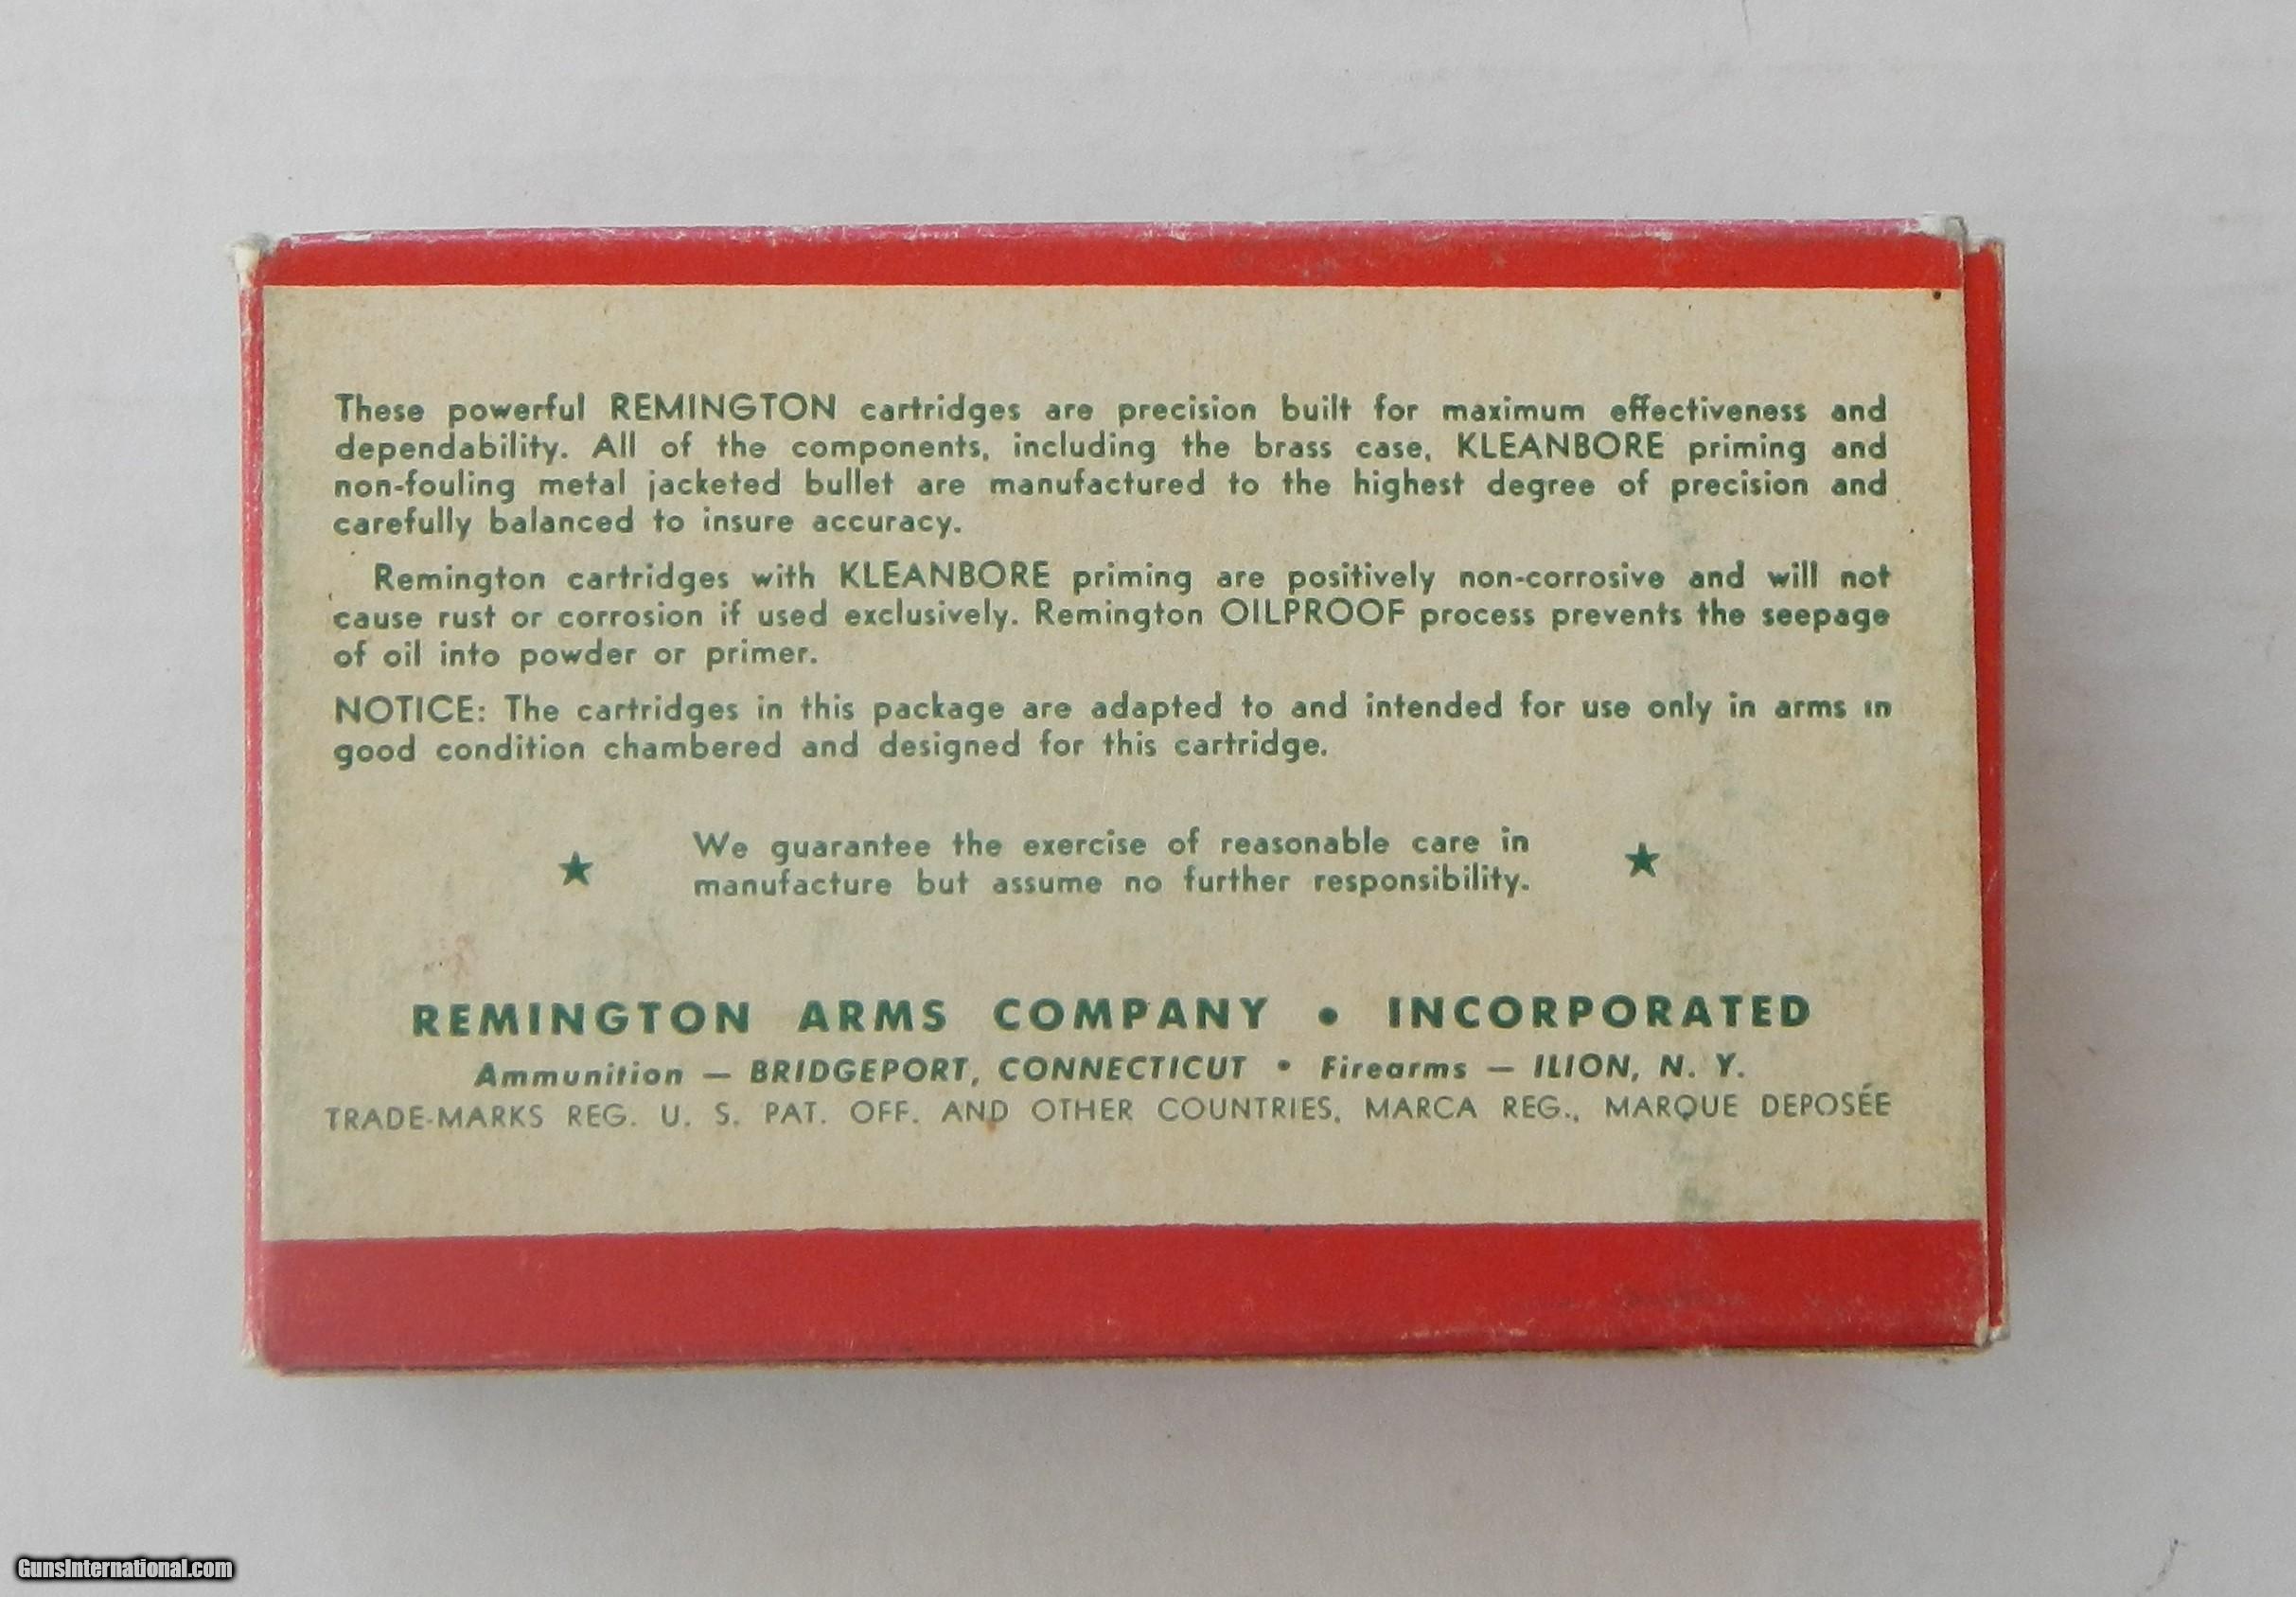 These powerful REMINGTON cartridges are precision built for maximum effectiveness and
dependability. All of the components, including the brass case, KLEANBORE priming and
non-fouling metal jacketed bullet are manufactured to the highest degree of precision and
carefully balanced to insure accuracy.
Remington cartridges with KLEANBORE priming are positively non-corrosive and will not
cause rust or corrosion if used exclusively. Remington OILPROOF process prevents the seepage
of oil into powder or primer.
NOTICE: The cartridges in this package are adapted to and intended for use only in arms in
good condition chambered and designed for this cartridge.
★ We guarantee the exercise of reasonable care in ★
manufacture but assume no further responsibility.
REMINGTON ARMS COMPANY • INCORPORATED
Ammunition — BRIDGEPORT, CONNECTICUT • Firearms — ILION, N. Y.
TRADE-MARKS REG. U. S. PAT. OFF. AND OTHER COUNTRIES, MARCA REG., MARQUE DEPOSÉE
GunsInternational.com